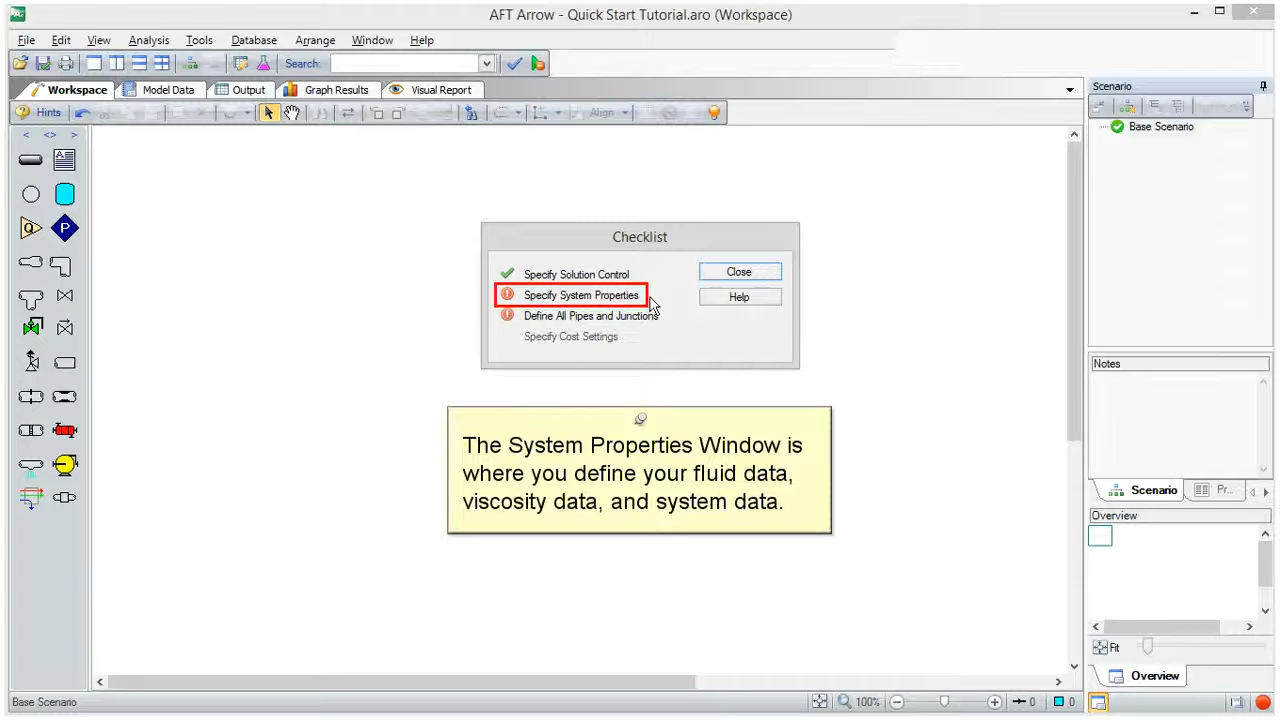 AFT Arrow - Quick Start Tutorial.aro (Workspace)
File Edit View Analysis Tools Database Arrange Window Help
Search:
Workspace Model Data Output Graph Results Visual Report
Hints Align
Scenario
Base Scenario
Checklist
Specify Solution Control
Specify System Properties
Define All Pipes and Junctions
Specify Cost Settings
Close
Help
The System Properties Window is
where you define your fluid data,
viscosity data, and system data.
Notes
Scenario Pr...
Overview
Fit
Overview
Base Scenario
100%
0
0